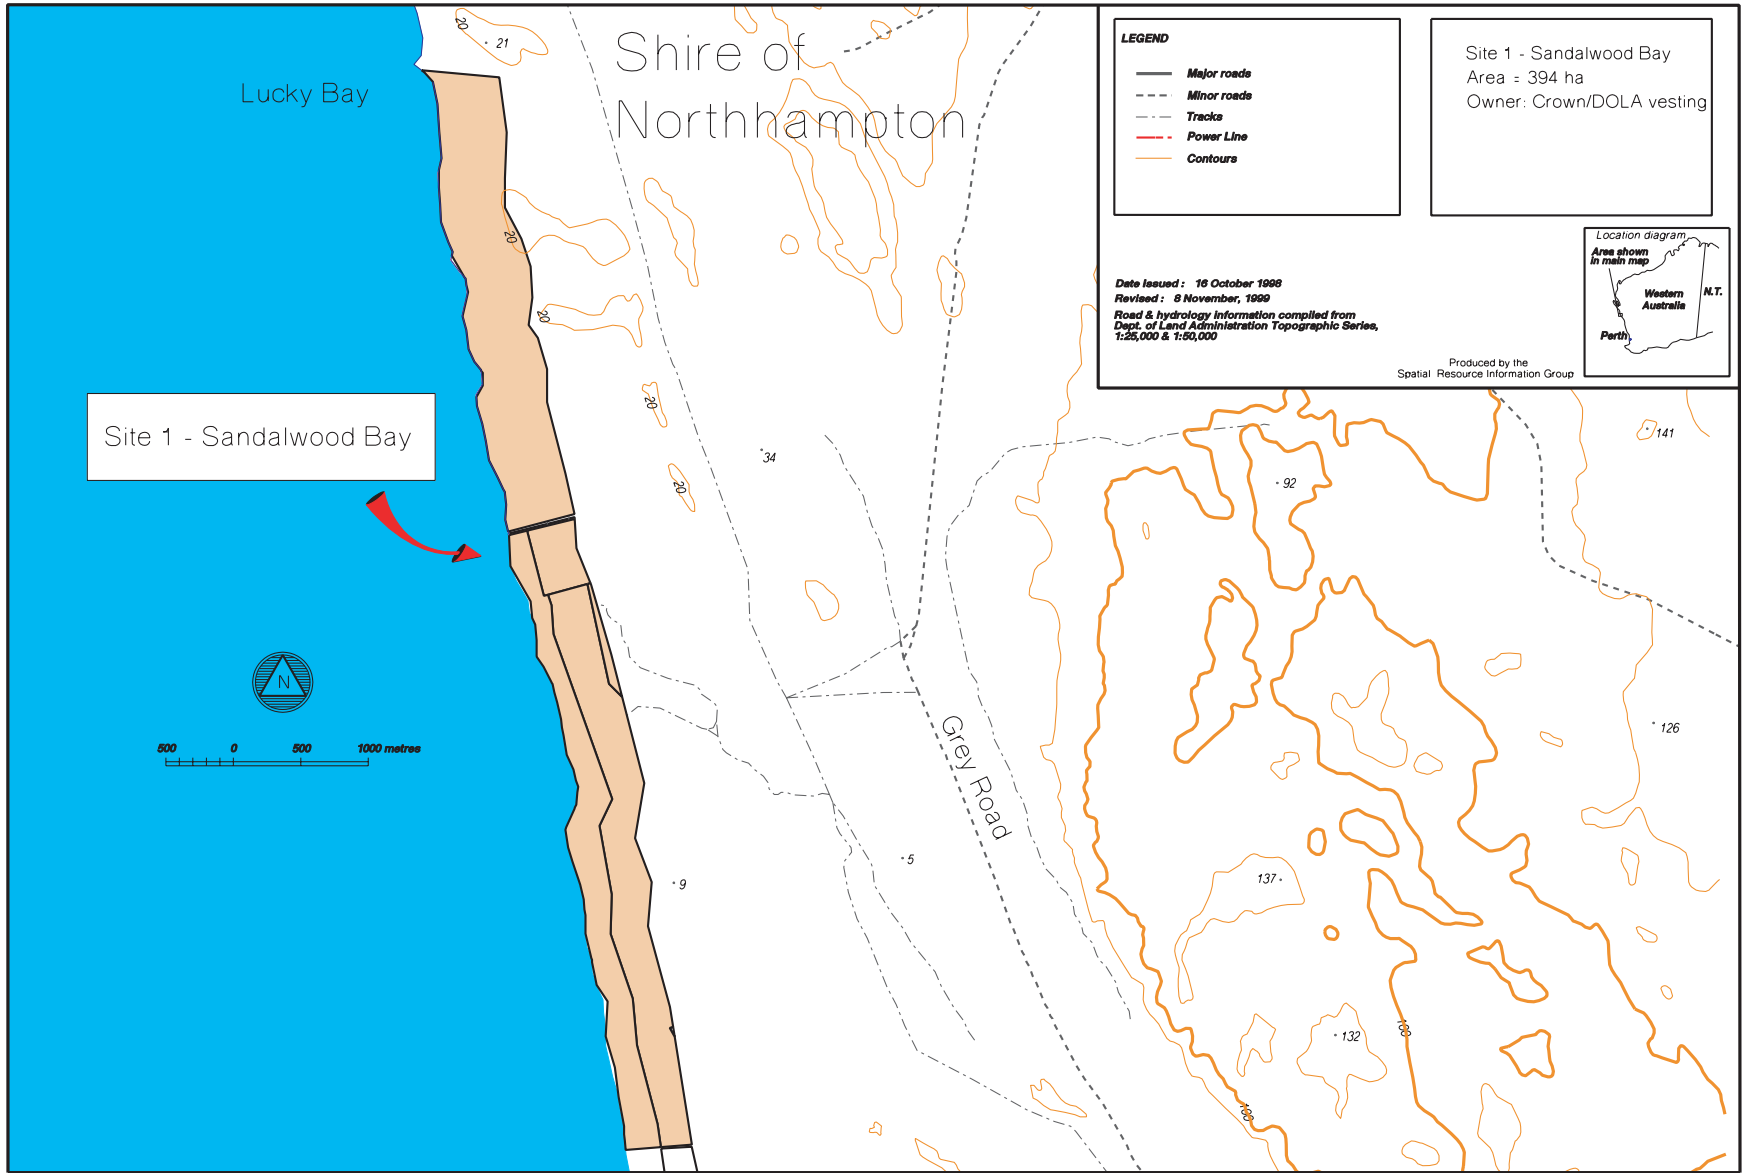 20
21
Lucky Bay
Shire of
Northhampton
LEGEND
Major roads
Minor roads
Tracks
Power Line
Contours
Site 1 - Sandalwood Bay
Area = 394 ha
Owner: Crown/DOLA vesting
Location diagram
Area shown
in main map
Western
Australia
N.T.
Perth
Date Issued : 16 October 1998
Revised : 8 November, 1999
Road & hydrology information compiled from
Dept. of Land Administration Topographic Series,
1:25,000 & 1:50,000
Produced by the
Spatial Resource Information Group
20
20
20
20
Site 1 - Sandalwood Bay
34
92
141
N
500 0 500 1000 metres
126
Grey Road
5
9
137
132
100
100